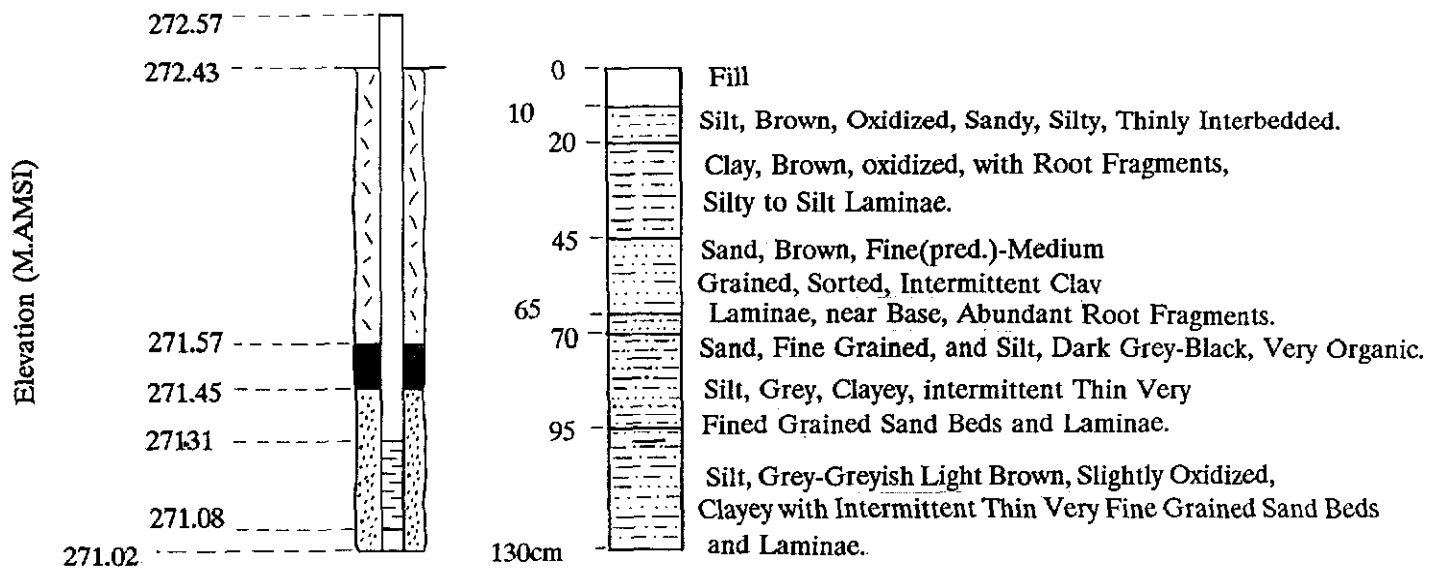 Elevation (M.AMSI)
272.57
272.43
271.57
271.45
27131
271.08
271.02
0
10
20
45
65
70
95
130cm
Fill
Silt, Brown, Oxidized, Sandy, Silty, Thinly Interbedded.
Clay, Brown, oxidized, with Root Fragments,
Silty to Silt Laminae.
Sand, Brown, Fine(pred.)-Medium
Grained, Sorted, Intermittent Clay
Laminae, near Base, Abundant Root Fragments.
Sand, Fine Grained, and Silt, Dark Grey-Black, Very Organic.
Silt, Grey, Clayey, intermittent Thin Very
Fined Grained Sand Beds and Laminae.
Silt, Grey-Greyish Light Brown, Slightly Oxidized,
Clayey with Intermittent Thin Very Fine Grained Sand Beds
and Laminae.